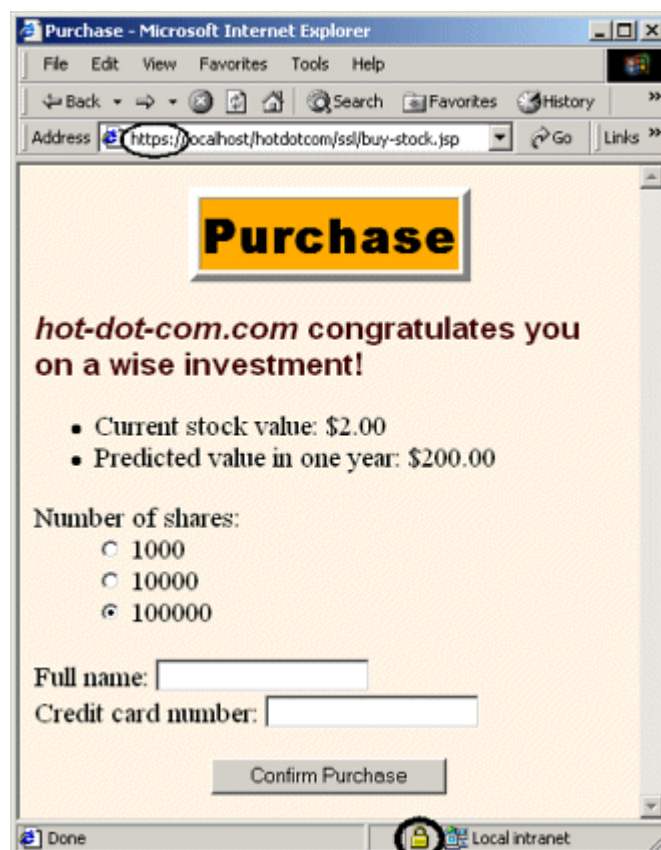 Purchase - Microsoft Internet Explorer
File Edit View Favorites Tools Help
Back Search Favorites History »
Address https://localhost/hotdotcom/ssl/buy-stock.jsp Go Links »
Purchase
hot-dot-com.com congratulates you
on a wise investment!
• Current stock value: $2.00
• Predicted value in one year: $200.00
Number of shares:
1000
10000
100000
Full name:
Credit card number:
Confirm Purchase
Done Local intranet